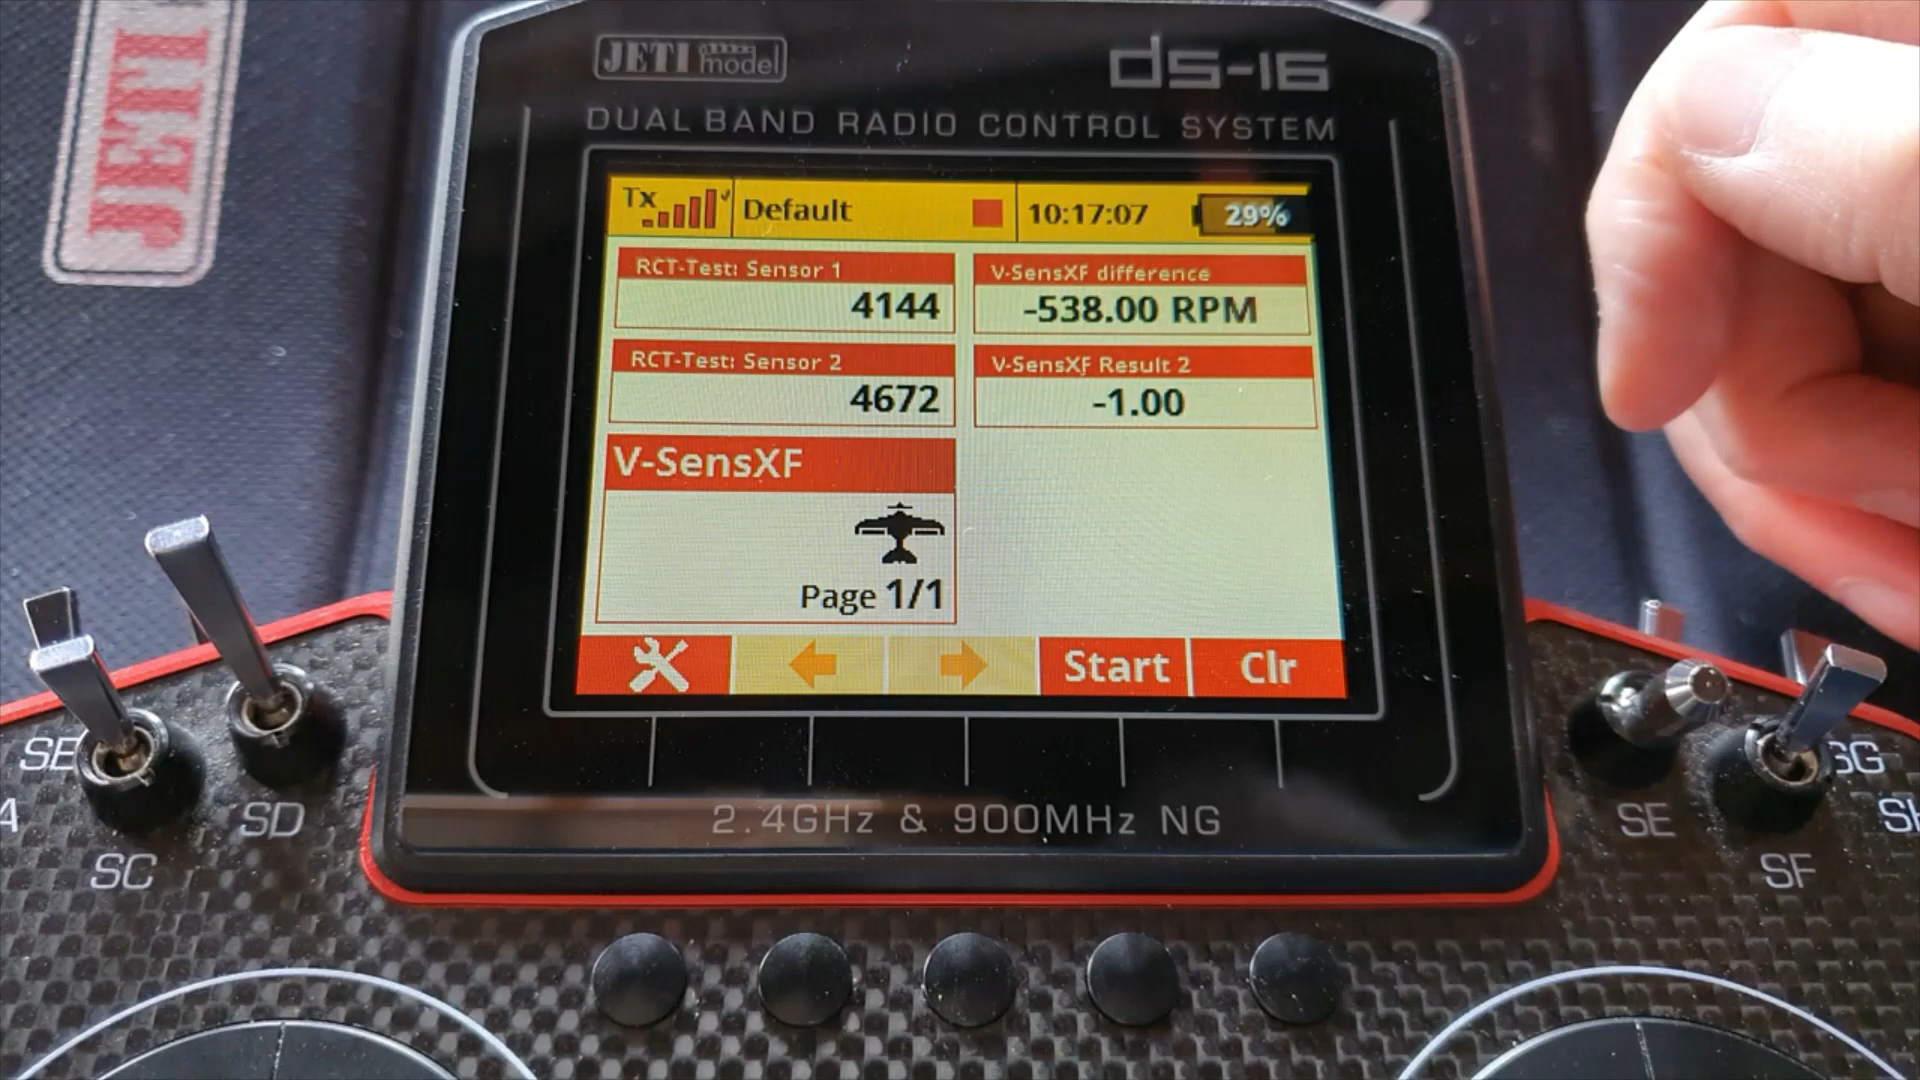 JETI
JETI model
DS-16
DUAL BAND RADIO CONTROL SYSTEM
Tx Default 10:17:07 29%
RCT-Test: Sensor 1
4144
V-SensXF difference
-538.00 RPM
RCT-Test: Sensor 2
4672
V-SensXF Result 2
-1.00
V-SensXF
Page 1/1
Start Clr
2.4GHz & 900MHz NG
SD
SC
SE
SF
SG